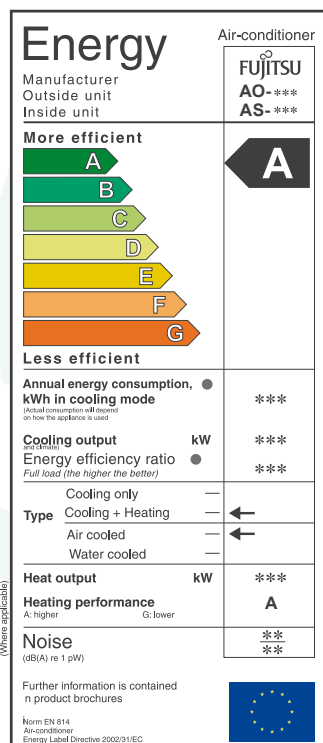 Energy
Air-conditioner
Manufacturer
FUJITSU
Outside unit
AO-***
Inside unit
AS-***
More efficient
A
A
B
C
D
E
F
G
Less efficient
Annual energy consumption,
kWh in cooling mode ***
(Actual consumption will depend
on how the appliance is used
and climate)
Cooling output kW ***
Energy efficiency ratio
Full load (the higher the better) ***
Type
Cooling only —
Cooling + Heating —
Air cooled —
Water cooled —
Heat output kW ***
Heating performance A
A: higher G: lower
(Where applicable)
Noise
(dB(A) re 1 pW)
**
**
Further information is contained
n product brochures
Norm EN 814
Air-conditioner
Energy Label Directive 2002/31/EC